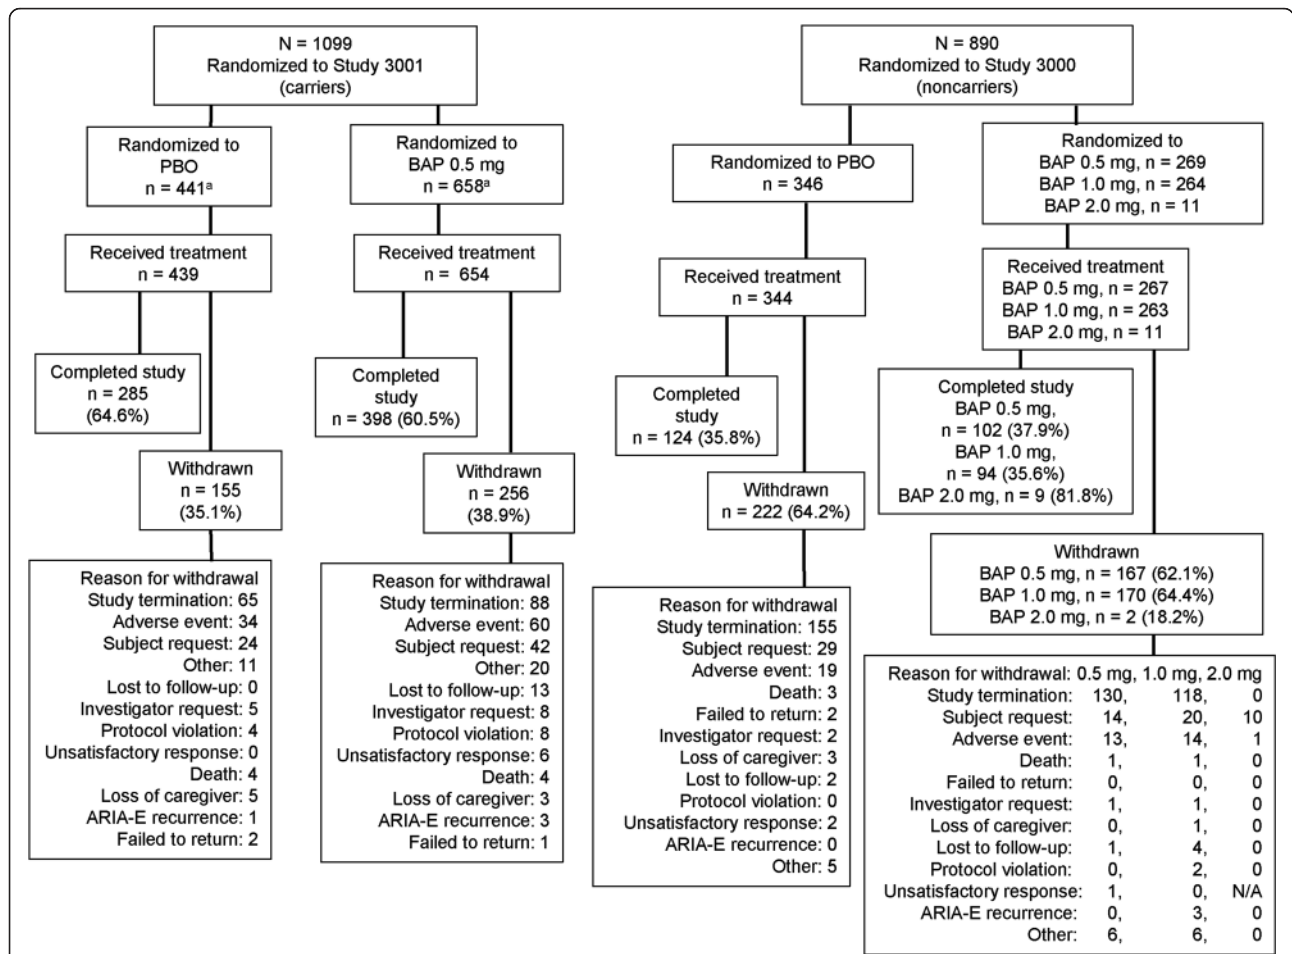 N = 1099
Randomized to Study 3001
(carriers)
Randomized to
PBO
n = 441ª
Randomized to
BAP 0.5 mg
n = 658ª
Received treatment
n = 439
Received treatment
n = 654
Completed study
n = 285
(64.6%)
Completed
study
n = 398 (60.5%)
Withdrawn
n = 155
(35.1%)
Withdrawn
n = 256
(38.9%)
Reason for withdrawal
Study termination: 65
Adverse event: 34
Subject request: 24
Other: 11
Lost to follow-up: 0
Investigator request: 5
Protocol violation: 4
Unsatisfactory response: 0
Death: 4
Loss of caregiver: 5
ARIA-E recurrence: 1
Failed to return: 2
Reason for withdrawal
Study termination: 88
Adverse event: 60
Subject request: 42
Other: 20
Lost to follow-up: 13
Investigator request: 8
Protocol violation: 8
Unsatisfactory response: 6
Death: 4
Loss of caregiver: 3
ARIA-E recurrence: 3
Failed to return: 1
N = 890
Randomized to Study 3000
(noncarriers)
Randomized to PBO
n = 346
Randomized to
BAP 0.5 mg, n = 269
BAP 1.0 mg, n = 264
BAP 2.0 mg, n = 11
Received treatment
n = 344
Received treatment
BAP 0.5 mg, n = 267
BAP 1.0 mg, n = 263
BAP 2.0 mg, n = 11
Completed
study
n = 124 (35.8%)
Completed study
BAP 0.5 mg,
n = 102 (37.9%)
BAP 1.0 mg,
n = 94 (35.6%)
BAP 2.0 mg, n = 9 (81.8%)
Withdrawn
n = 222 (64.2%)
Withdrawn
BAP 0.5 mg, n = 167 (62.1%)
BAP 1.0 mg, n = 170 (64.4%)
BAP 2.0 mg, n = 2 (18.2%)
Reason for withdrawal
Study termination: 155
Subject request: 29
Adverse event: 19
Death: 3
Failed to return: 2
Investigator request: 2
Loss of caregiver: 3
Lost to follow-up: 2
Protocol violation: 0
Unsatisfactory response: 2
ARIA-E recurrence: 0
Other: 5
Reason for withdrawal: 0.5 mg, 1.0 mg, 2.0 mg
Study termination: 130, 118, 0
Subject request: 14, 20, 10
Adverse event: 13, 14, 1
Death: 1, 1, 0
Failed to return: 0, 0, 0
Investigator request: 1, 1, 0
Loss of caregiver: 0, 1, 0
Lost to follow-up: 1, 4, 0
Protocol violation: 0, 2, 0
Unsatisfactory response: 1, 0, N/A
ARIA-E recurrence: 0, 3, 0
Other: 6, 6, 0